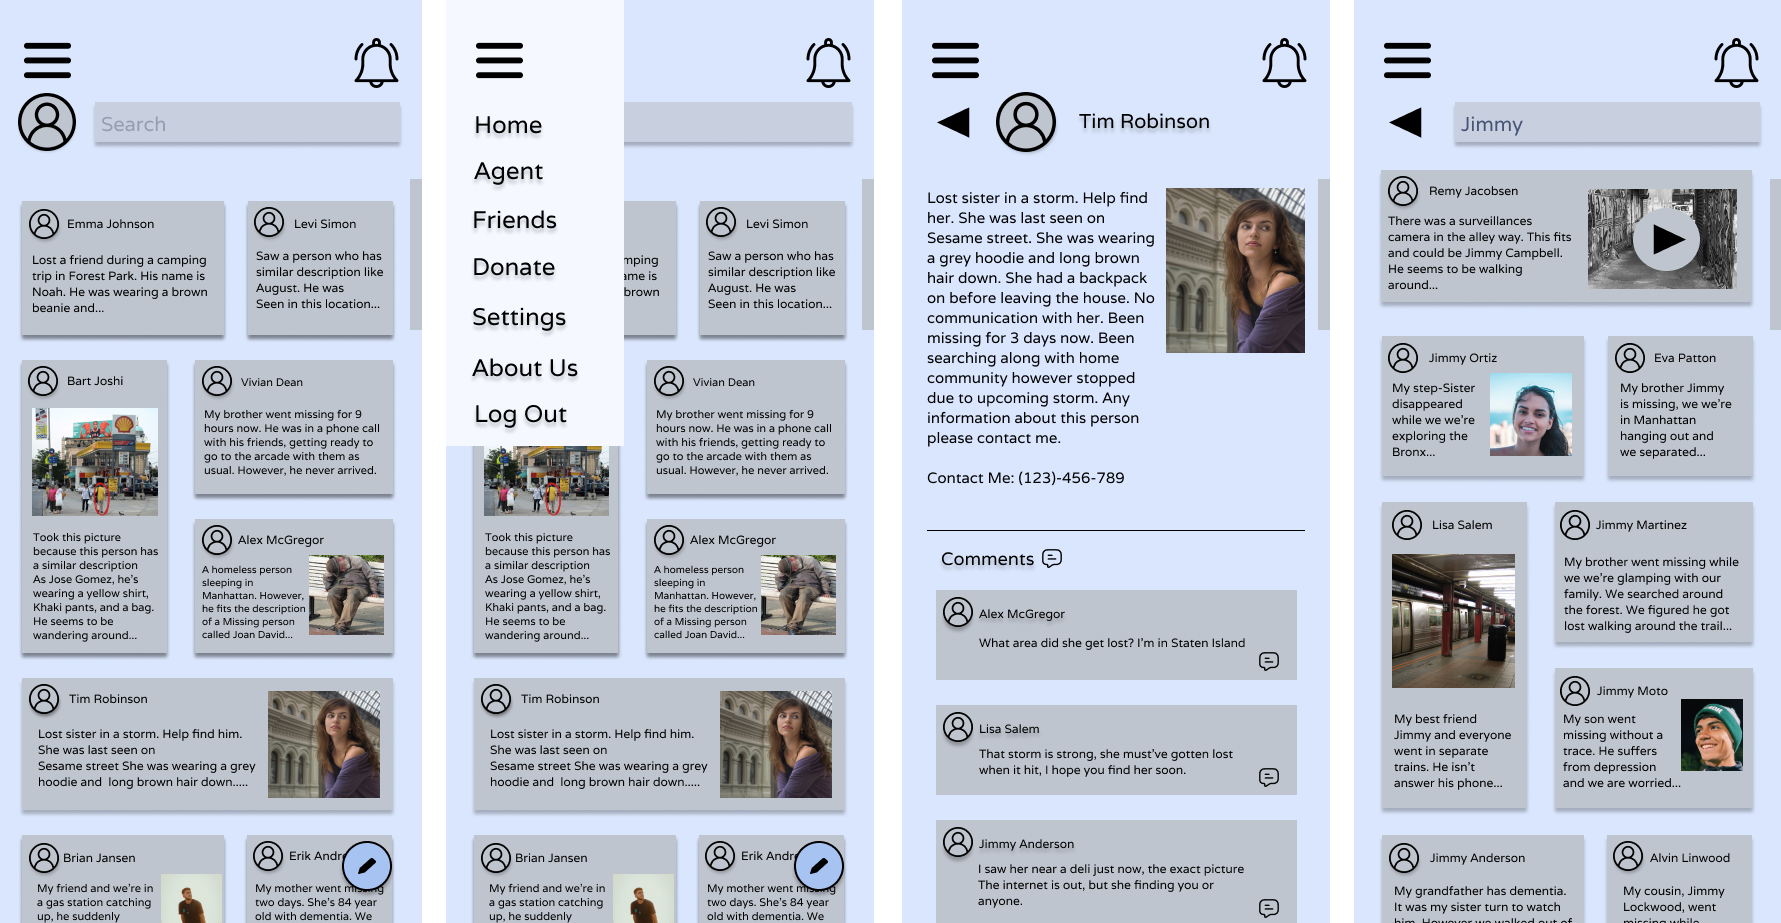 Search
Emma Johnson
Lost a friend during a camping
trip in Forest Park. His name is
Noah. He was wearing a brown
beanie and...
Levi Simon
Saw a person who has
similar description like
August. He was
Seen in this location...
Bart Joshi
Took this picture
because this person has
a similar description
As Jose Gomez, he's
wearing a yellow shirt,
Khaki pants, and a bag.
He seems to be
wandering around...
Vivian Dean
My brother went missing for 9
hours now. He was in a phone call
with his friends, getting ready to
go to the arcade with them as
usual. However, he never arrived.
Alex McGregor
A homeless person
sleeping in
Manhattan. However,
he fits the description
of a Missing person
called Joan David...
Tim Robinson
Lost sister in a storm. Help find him.
She was last seen on
Sesame street She was wearing a grey
hoodie and long brown hair down.....
Brian Jansen
My friend and we're in
a gas station catching
up, he suddenly
Erik Andre
My mother went missing
two days. She's 84 year
old with dementia. We
Home
Agent
Friends
Donate
Settings
About Us
Log Out
mping
ame is
brown
Levi Simon
Saw a person who has
similar description like
August. He was
Seen in this location...
Took this picture
because this person has
a similar description
As Jose Gomez, he's
wearing a yellow shirt,
Khaki pants, and a bag.
He seems to be
wandering around...
Vivian Dean
My brother went missing for 9
hours now. He was in a phone call
with his friends, getting ready to
go to the arcade with them as
usual. However, he never arrived.
Alex McGregor
A homeless person
sleeping in
Manhattan. However,
he fits the description
of a Missing person
called Joan David...
Tim Robinson
Lost sister in a storm. Help find him.
She was last seen on
Sesame street She was wearing a grey
hoodie and long brown hair down.....
Brian Jansen
My friend and we're in
a gas station catching
up, he suddenly
Erik Andre
My mother went missing
two days. She's 84 year
old with dementia. We
Tim Robinson
Lost sister in a storm. Help find
her. She was last seen on
Sesame street. She was wearing
a grey hoodie and long brown
hair down. She had a backpack
on before leaving the house. No
communication with her. Been
missing for 3 days now. Been
searching along with home
community however stopped
due to upcoming storm. Any
information about this person
please contact me.
Contact Me: (123)-456-789
Comments
Alex McGregor
What area did she get lost? I'm in Staten Island
Lisa Salem
That storm is strong, she must've gotten lost
when it hit, I hope you find her soon.
Jimmy Anderson
I saw her near a deli just now, the exact picture
The internet is out, but she finding you or
anyone.
Jimmy
Remy Jacobsen
There was a surveillances
camera in the alley way. This fits
and could be Jimmy Campbell.
He seems to be walking
around...
Jimmy Ortiz
My step-Sister
disappeared
while we we're
exploring the
Bronx...
Eva Patton
My brother Jimmy
is missing, we we're
in Manhattan
hanging out and
we separated...
Lisa Salem
My best friend
Jimmy and everyone
went in separate
trains. He isn't
answer his phone...
Jimmy Martinez
My brother went missing while
we we're glamping with our
family. We searched around
the forest. We figured he got
lost walking around the trail...
Jimmy Moto
My son went
missing without a
trace. He suffers
from depression
and we are worried...
Jimmy Anderson
My grandfather has dementia.
It was my sister turn to watch
him. However we walked out of
Alvin Linwood
My cousin, Jimmy
Lockwood, went
missing while